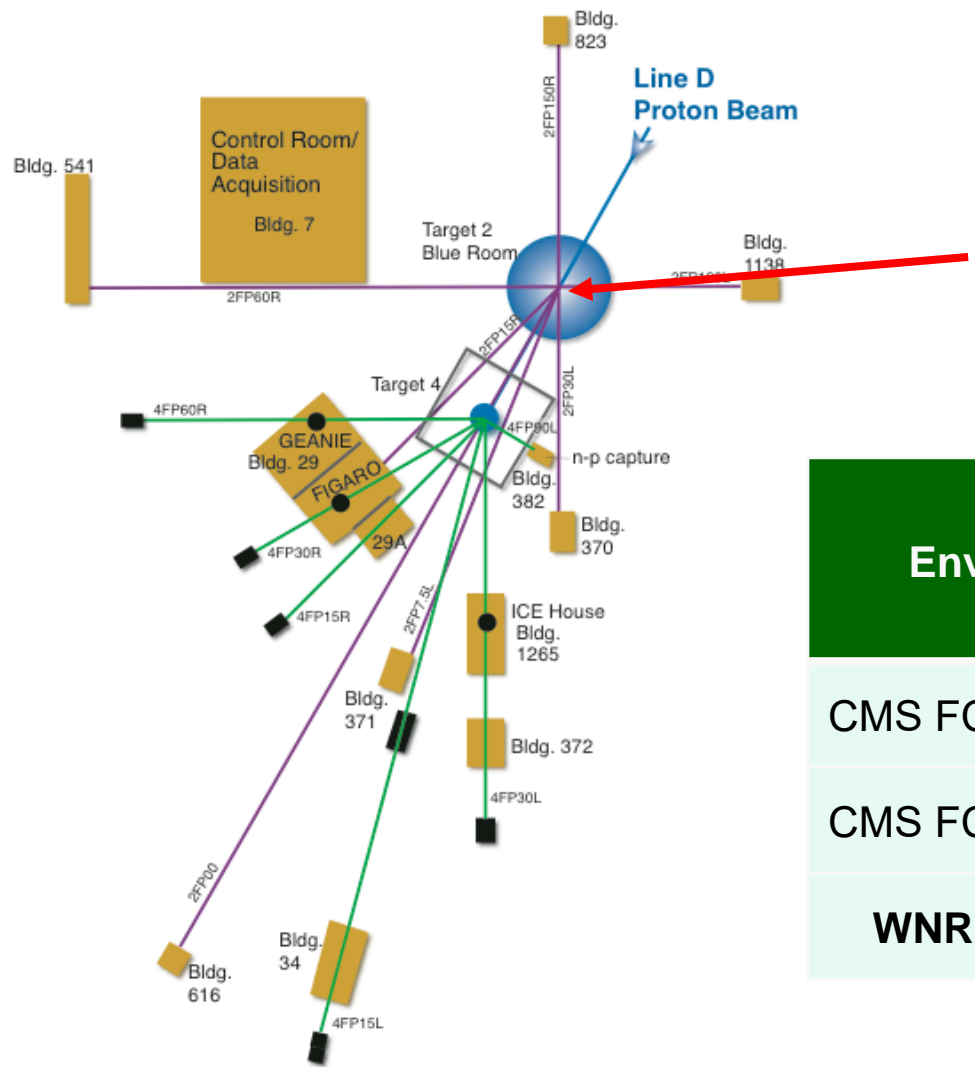 Bldg.
823
2FP150R
Line D
Proton Beam
Control Room/
Data
Acquisition
Bldg. 7
Bldg. 541
Target 2
Blue Room
Bldg.
1138
2FP60R
2FP15R
2FP30L
Target 4
4FP60R
4FP90L
GEANIE
Bldg. 29
FIGARO
n-p capture
Bldg.
382
Bldg.
370
29A
4FP30R
4FP15R
2FP7.5L
ICE House
Bldg.
1265
Bldg.
371
Bldg. 372
4FP30L
2FP00
Bldg.
34
Bldg.
616
4FP15L
Env
CMS FC
CMS FC
WNR